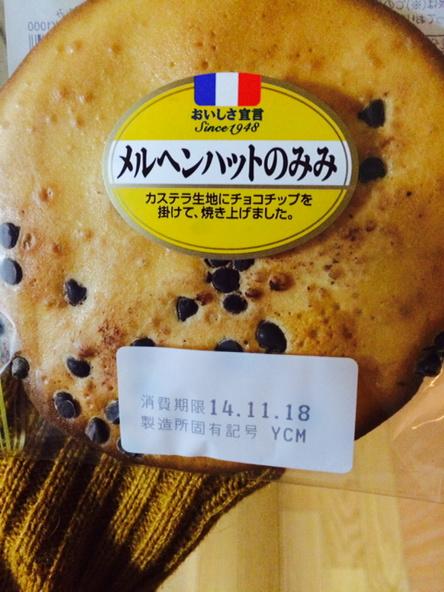 おいしさ宣言
Since 1948
メルヘンハットのみみ
カステラ生地にチョコチップを
掛けて、焼き上げました。
消費期限 14.11.18
製造所固有記号 YCM